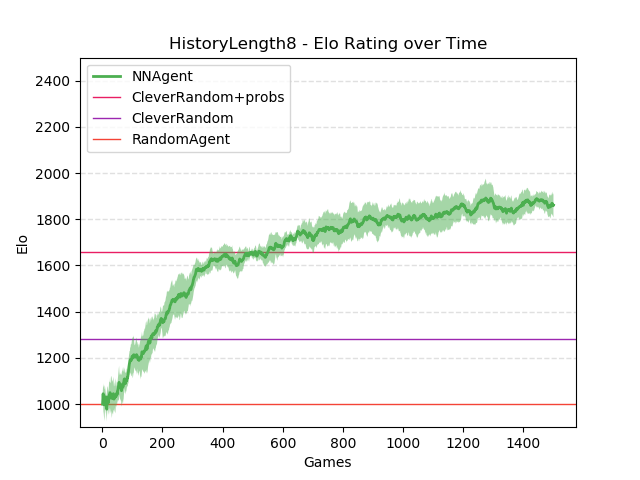 HistoryLength8 - Elo Rating over Time
NNAgent
CleverRandom+probs
CleverRandom
RandomAgent
2400
2200
2000
1800
1600
1400
1200
1000
Elo
0 200 400 600 800 1000 1200 1400
Games